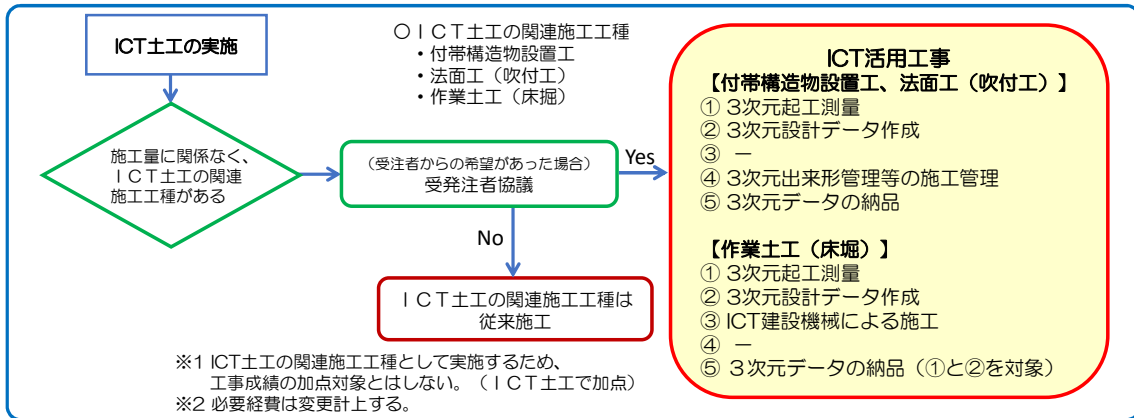 ICT土工の実施
〇ICT土工の関連施工工種
・付帯構造物設置工
・法面工(吹付工)
・作業土工(床掘)
施工量に関係なく、
ICT土工の関連
施工工種がある
(受注者からの希望があった場合)
受発注者協議
Yes
No
ICT土工の関連施工工種は
従来施工
ICT活用工事
【付帯構造物設置工、法面工(吹付工)】
① 3次元起工測量
② 3次元設計データ作成
③ ー
④ 3次元出来形管理等の施工管理
⑤ 3次元データの納品
【作業土工(床掘)】
① 3次元起工測量
② 3次元設計データ作成
③ ICT建設機械による施工
④ ー
⑤ 3次元データの納品(①と②を対象)
※1 ICT土工の関連施工工種として実施するため、
工事成績の加点対象とはしない。(ICT土工で加点)
※2 必要経費は変更計上する。